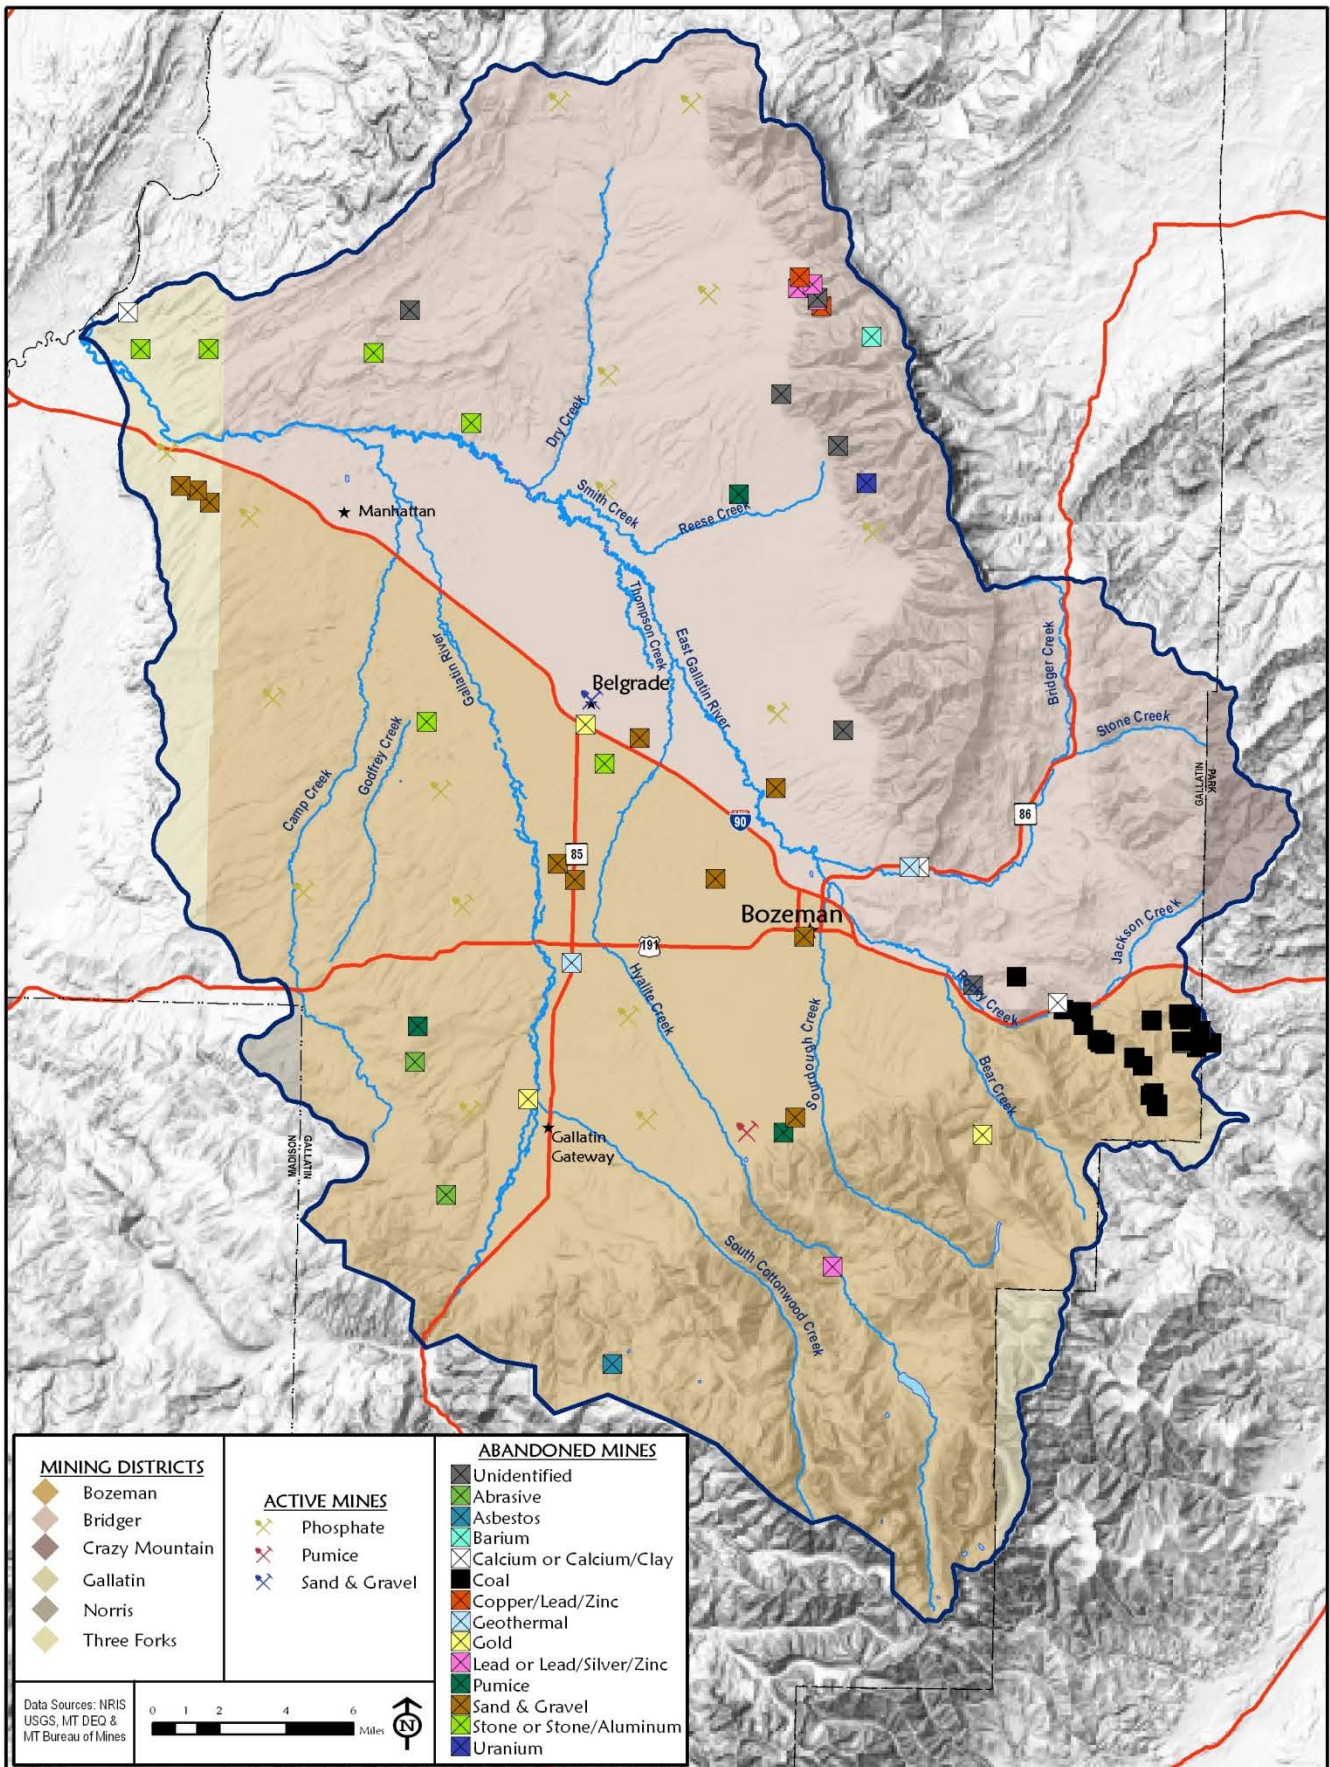 Dry Creek
Smith Creek
Reese Creek
Manhattan
Thompson Creek
East Gallatin River
Gallatin River
Belgrade
Bridger Creek
Stone Creek
Camp Creek
Godfrey Creek
GALLATIN
PARK
90
86
85
Bozeman
191
Jackson Creek
Rocky Creek
Hyalite Creek
Sourdough Creek
Bear Creek
MADISON
GALLATIN
Gallatin
Gateway
South Cottonwood Creek
MINING DISTRICTS
Bozeman
Bridger
Crazy Mountain
Gallatin
Norris
Three Forks
ACTIVE MINES
Phosphate
Pumice
Sand & Gravel
ABANDONED MINES
Unidentified
Abrasive
Asbestos
Barium
Calcium or Calcium/Clay
Coal
Copper/Lead/Zinc
Geothermal
Gold
Lead or Lead/Silver/Zinc
Pumice
Sand & Gravel
Stone or Stone/Aluminum
Uranium
Data Sources: NRIS
USGS, MT DEQ &
MT Bureau of Mines
0 1 2 4 6
Miles
N